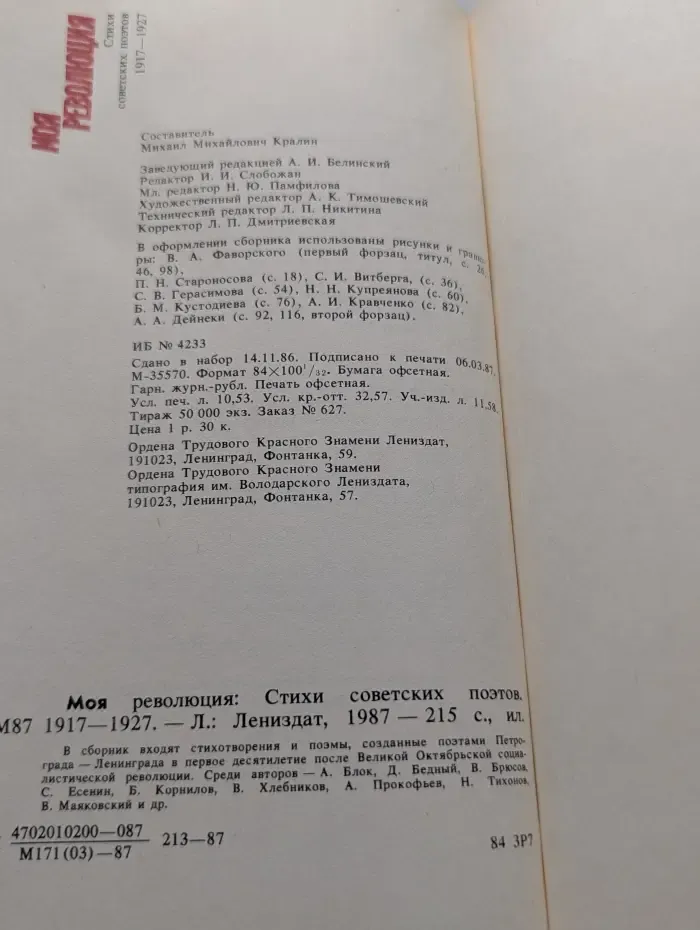 МОЯ
РЕВОЛЮЦИЯ
Стихи
советских поэтов
1917—1927
Составитель
Михаил Михайлович Кралин
Заведующий редакцией А. И. Белинский
Редактор И. И. Слобожан
Мл. редактор Н. Ю. Памфилова
Художественный редактор А. К. Тимошевский
Технический редактор Л. П. Никитина
Корректор Л. П. Дмитриевская
В оформлении сборника использованы рисунки и гравю-
ры: В. А. Фаворского (первый форзац, титул, с.
46, 98),
П. Н. Староносова (с. 18), С. И. Витберга, (с. 36),
С. В. Герасимова (с. 54), Н. Н. Купреянова (с. 60),
Б. М. Кустодиева (с. 76), А. И. Кравченко (с. 82),
А. А. Дейнеки (с. 92, 116, второй форзац).
ИБ № 4233
Сдано в набор 14.11.86. Подписано к печати 06.03.87.
М-35570. Формат 84×100¹/₃₂. Бумага офсетная.
Гарн. журн.-рубл. Печать офсетная.
Усл. печ. л. 10,53. Усл. кр.-отт. 32,57. Уч.-изд. л. 11,58.
Тираж 50 000 экз. Заказ № 627.
Цена 1 р. 30 к.
Ордена Трудового Красного Знамени Лениздат,
191023, Ленинград, Фонтанка, 59.
Ордена Трудового Красного Знамени
типография им. Володарского Лениздата,
191023, Ленинград, Фонтанка, 57.
Моя революция: Стихи советских поэтов.
М87 1917—1927. — Л.: Лениздат, 1987 — 215 с., ил.
В сборник входят стихотворения и поэмы, созданные поэтами Петро-
града — Ленинграда в первое десятилетие после Великой Октябрьской социа-
листической революции. Среди авторов — А. Блок, Д. Бедный, В. Брюсов,
С. Есенин, Б. Корнилов, В. Хлебников, А. Прокофьев, Н. Тихонов,
В. Маяковский и др.
4702010200—087
М171(03)—87
213—87
84 3Р7